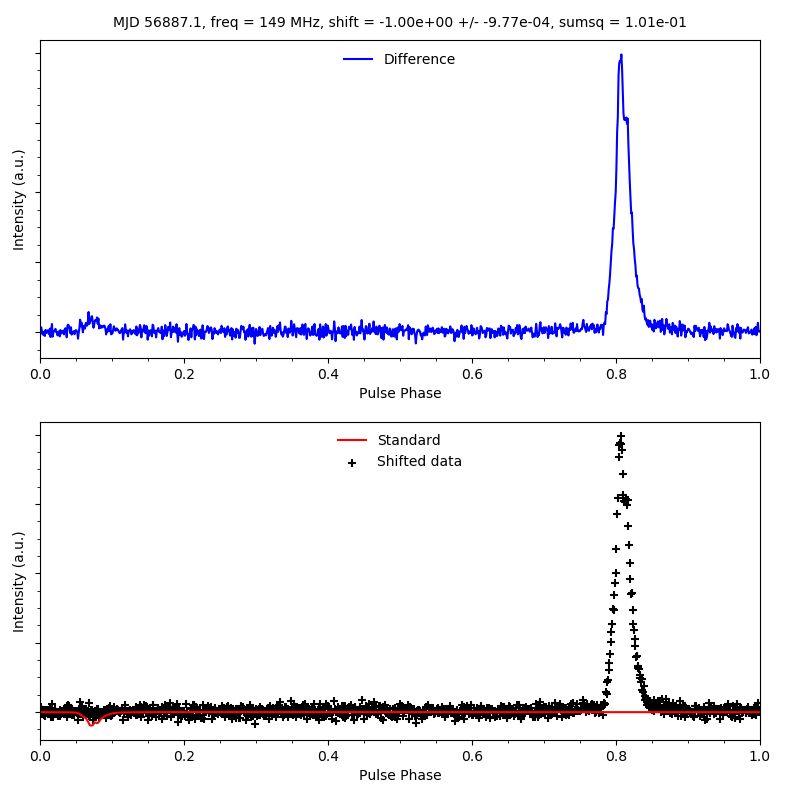 MJD 56887.1, freq = 149 MHz, shift = -1.00e+00 +/- -9.77e-04, sumsq = 1.01e-01
Difference
Intensity (a.u.)
0.0 0.2 0.4 0.6 0.8 1.0
Pulse Phase
Standard
Shifted data
Intensity (a.u.)
0.0 0.2 0.4 0.6 0.8 1.0
Pulse Phase